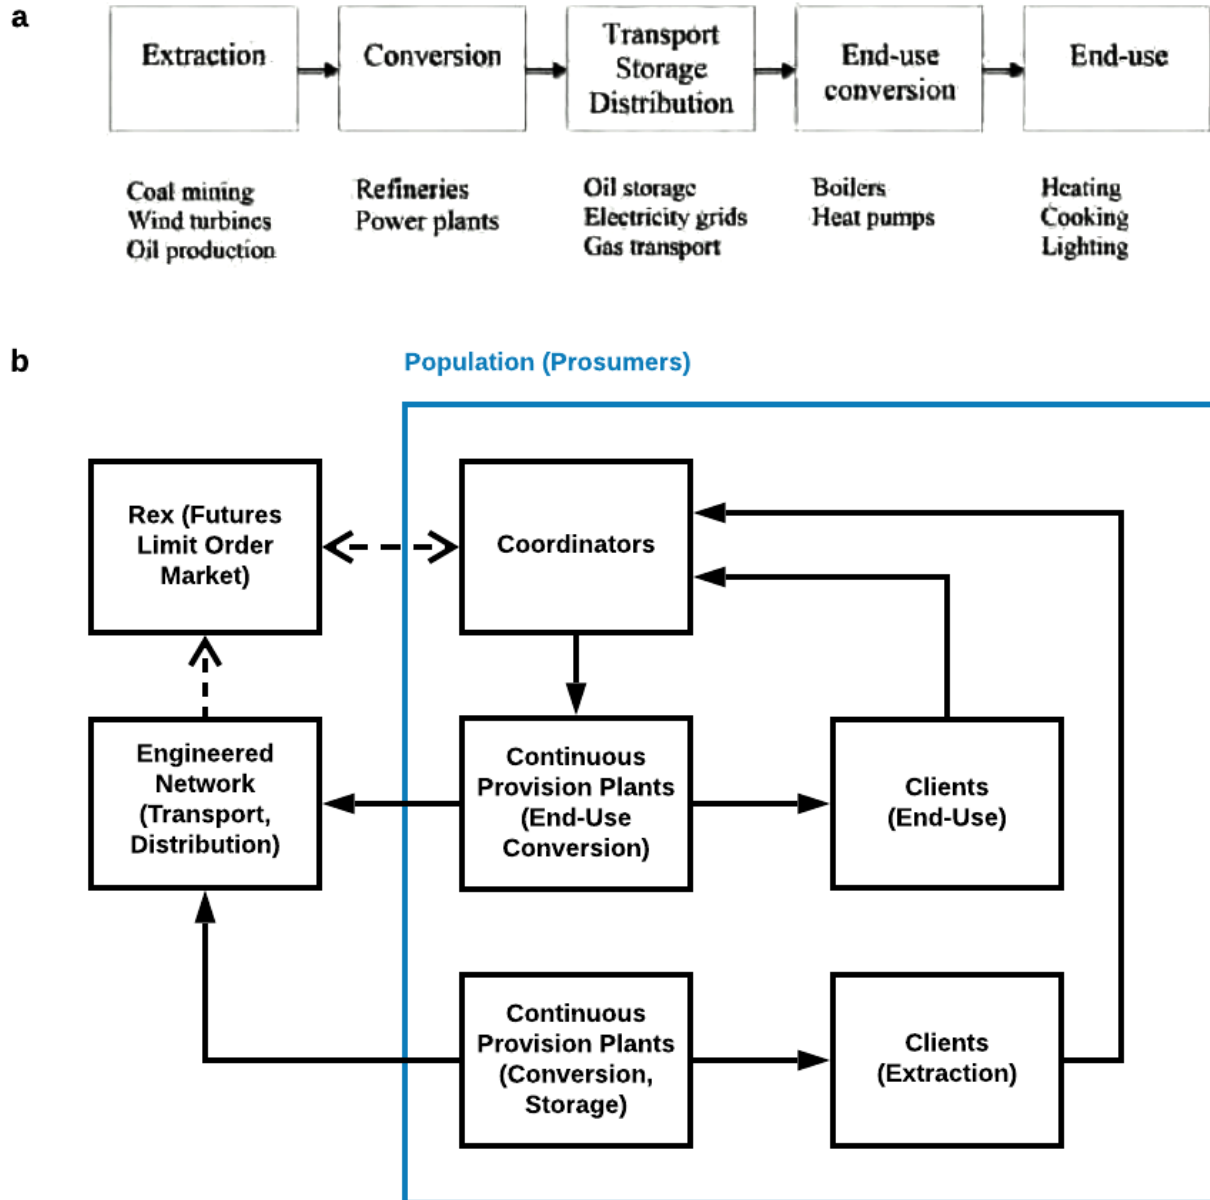 a
Extraction
Conversion
Transport
Storage
Distribution
End-use
conversion
End-use
Coal mining
Wind turbines
Oil production
Refineries
Power plants
Oil storage
Electricity grids
Gas transport
Boilers
Heat pumps
Heating
Cooking
Lighting
b
Population (Prosumers)
Rex (Futures
Limit Order
Market)
Coordinators
Engineered
Network
(Transport,
Distribution)
Continuous
Provision Plants
(End-Use
Conversion)
Clients
(End-Use)
Continuous
Provision Plants
(Conversion,
Storage)
Clients
(Extraction)